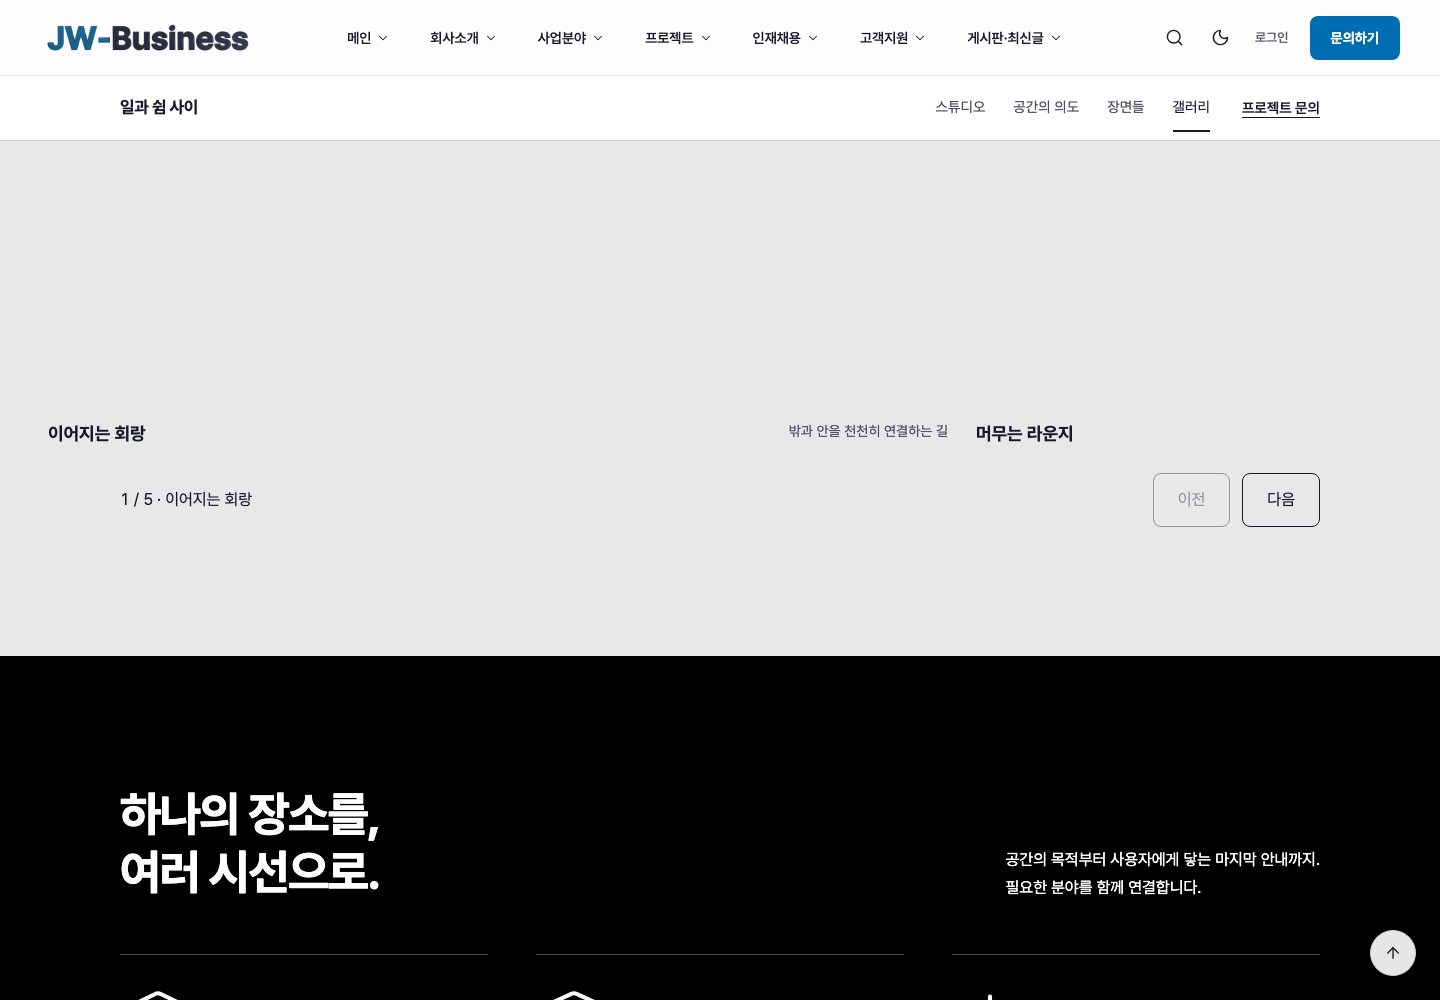 JW-Business
메인
회사소개
사업분야
프로젝트
인재채용
고객지원
게시판·최신글
로그인
문의하기
일과 쉼 사이
스튜디오
공간의 의도
장면들
갤러리
프로젝트 문의
이어지는 회랑
밖과 안을 천천히 연결하는 길
머무는 라운지
1 / 5 · 이어지는 회랑
이전
다음
하나의 장소를,
여러 시선으로.
공간의 목적부터 사용자에게 닿는 마지막 안내까지.
필요한 분야를 함께 연결합니다.